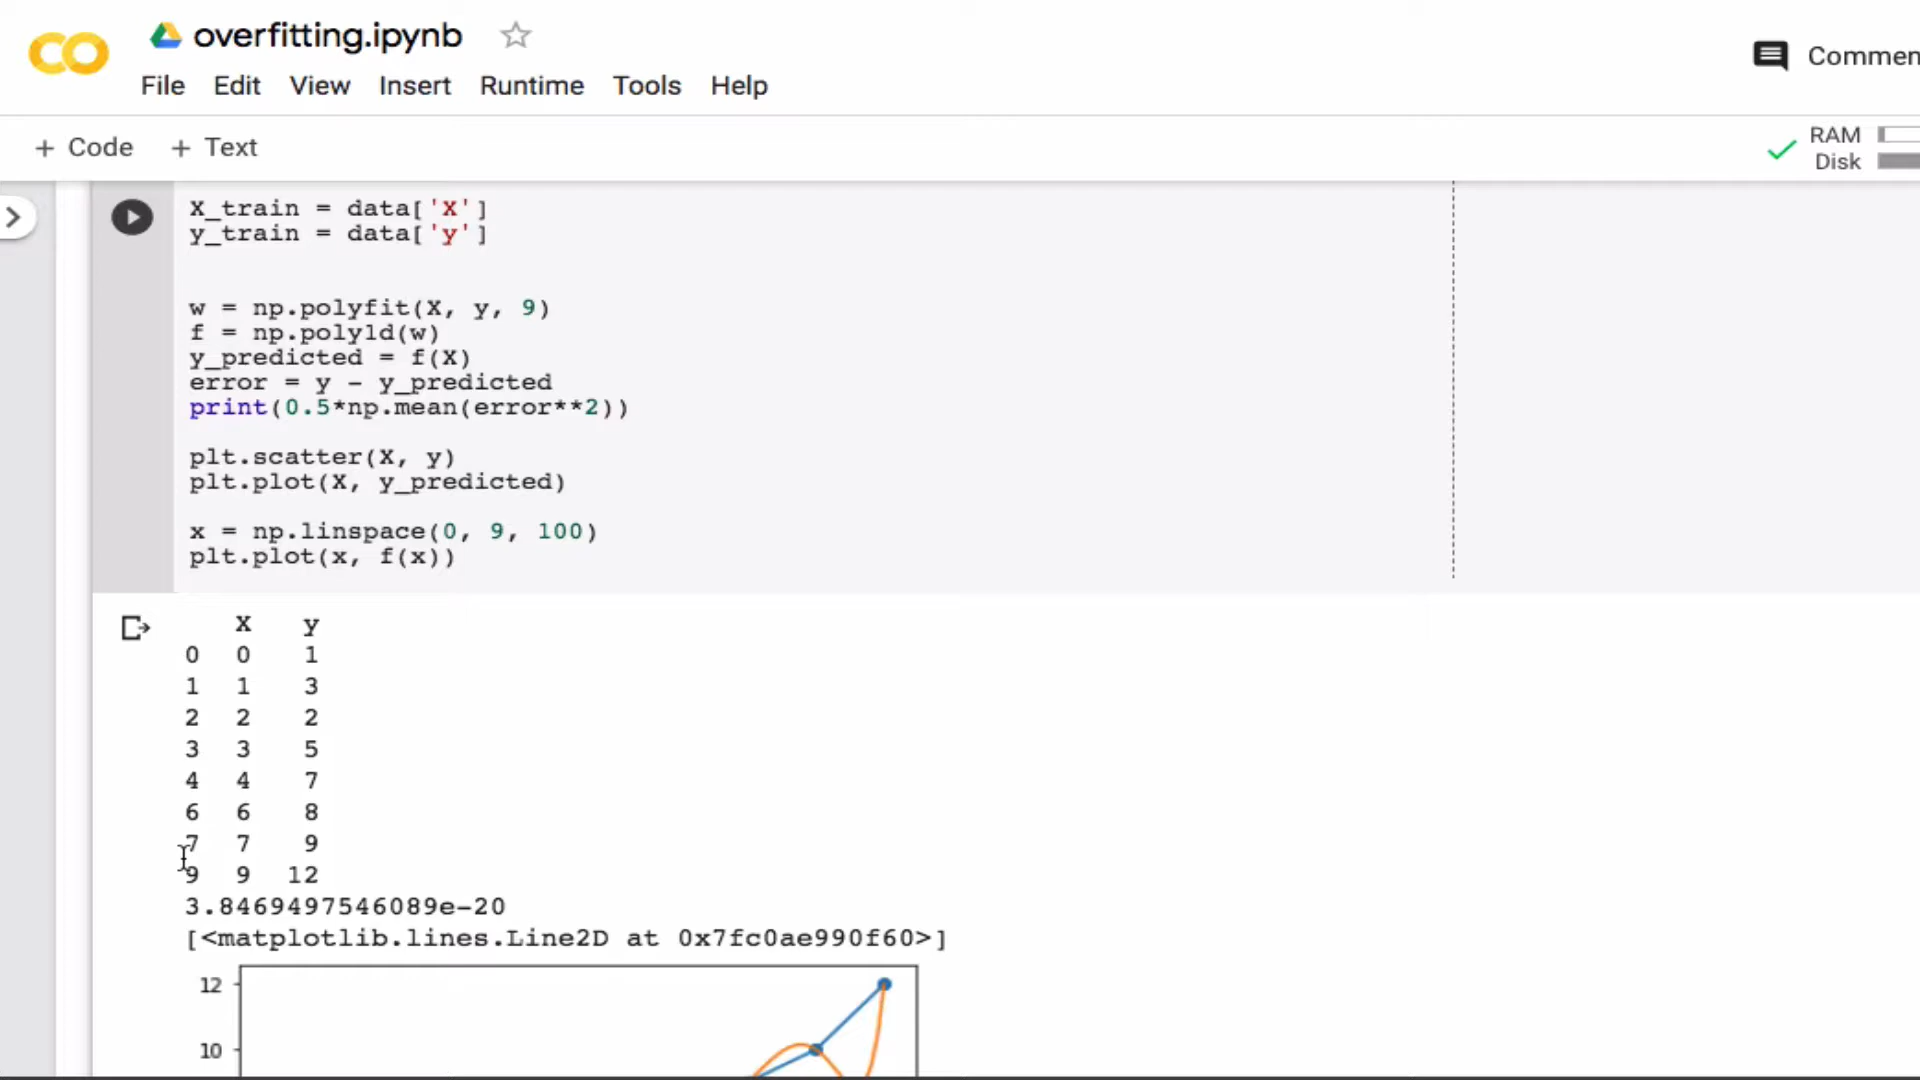 overfitting.ipynb
Commen
File Edit View Insert Runtime Tools Help
+ Code + Text
RAM
Disk
X_train = data['X']
y_train = data['y']
w = np.polyfit(X, y, 9)
f = np.poly1d(w)
y_predicted = f(X)
error = y - y_predicted
print(0.5*np.mean(error**2))
plt.scatter(X, y)
plt.plot(X, y_predicted)
x = np.linspace(0, 9, 100)
plt.plot(x, f(x))
X y
0 0 1
1 1 3
2 2 2
3 3 5
4 4 7
6 6 8
7 7 9
9 9 12
3.8469497546089e-20
[<matplotlib.lines.Line2D at 0x7fc0ae990f60>]
12
10